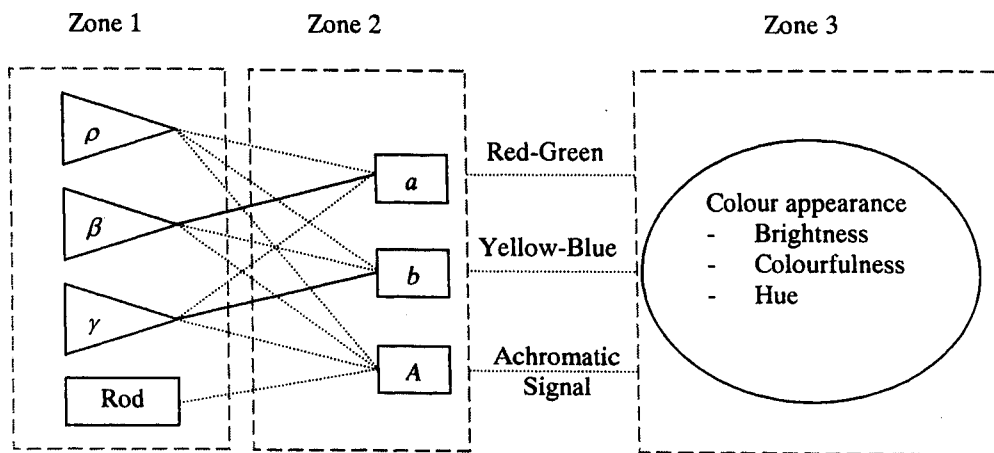 Zone 1
Zone 2
Zone 3
ρ
β
γ
Rod
a
b
A
Red-Green
Yellow-Blue
Achromatic
Signal
Colour appearance
- Brightness
- Colourfulness
- Hue